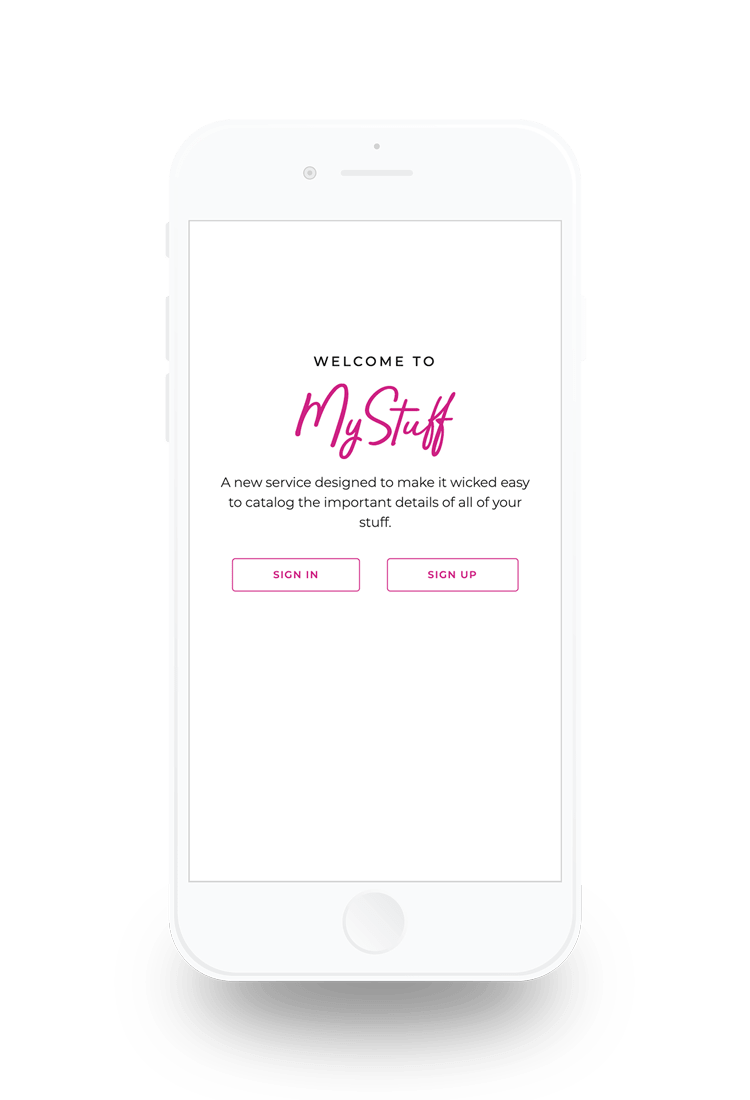 WELCOME TO
MyStuff
A new service designed to make it wicked easy
to catalog the important details of all of your
stuff.
SIGN IN
SIGN UP